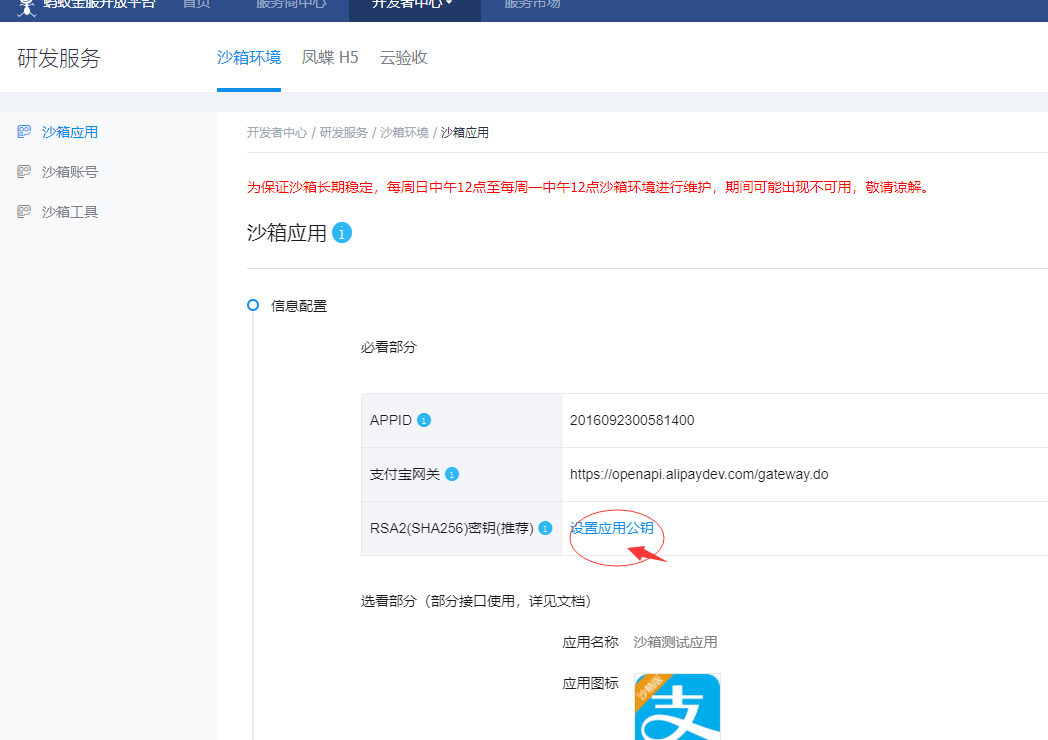 蚂蚁金服开放平台 首页 服务商中心 开发者中心 服务市场
研发服务 沙箱环境 凤蝶 H5 云验收
沙箱应用
沙箱账号
沙箱工具
开发者中心 / 研发服务 / 沙箱环境 / 沙箱应用
为保证沙箱长期稳定，每周日中午12点至每周一中午12点沙箱环境进行维护，期间可能出现不可用，敬请谅解。
沙箱应用 i
信息配置
必看部分
APPID i 2016092300581400
支付宝网关 i https://openapi.alipaydev.com/gateway.do
RSA2(SHA256)密钥(推荐) i 设置应用公钥
选看部分（部分接口使用，详见文档）
应用名称 沙箱测试应用
应用图标
沙箱版
支